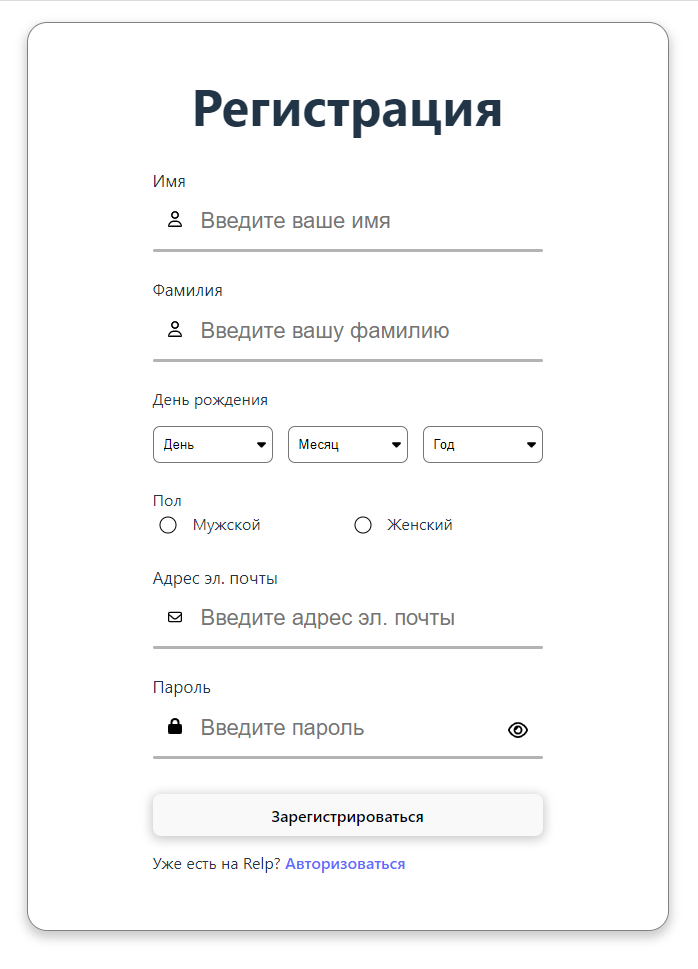 Регистрация
Имя
Введите ваше имя
Фамилия
Введите вашу фамилию
День рождения
День Месяц Год
Пол
Мужской Женский
Адрес эл. почты
Введите адрес эл. почты
Пароль
Введите пароль
Зарегистрироваться
Уже есть на Relp? Авторизоваться